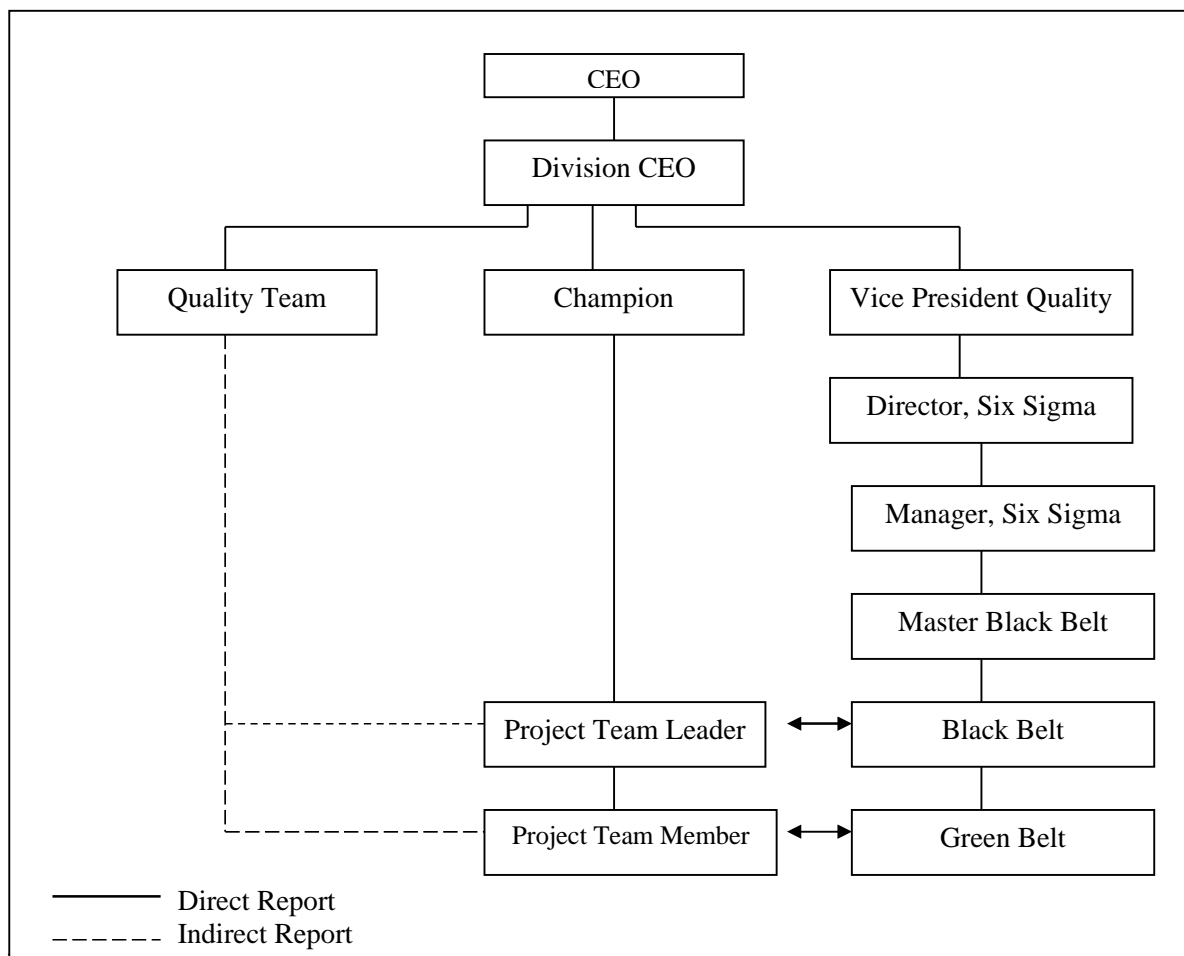 CEO
Division CEO
Quality Team
Champion
Vice President Quality
Director, Six Sigma
Manager, Six Sigma
Master Black Belt
Project Team Leader
Black Belt
Project Team Member
Green Belt
Direct Report
Indirect Report